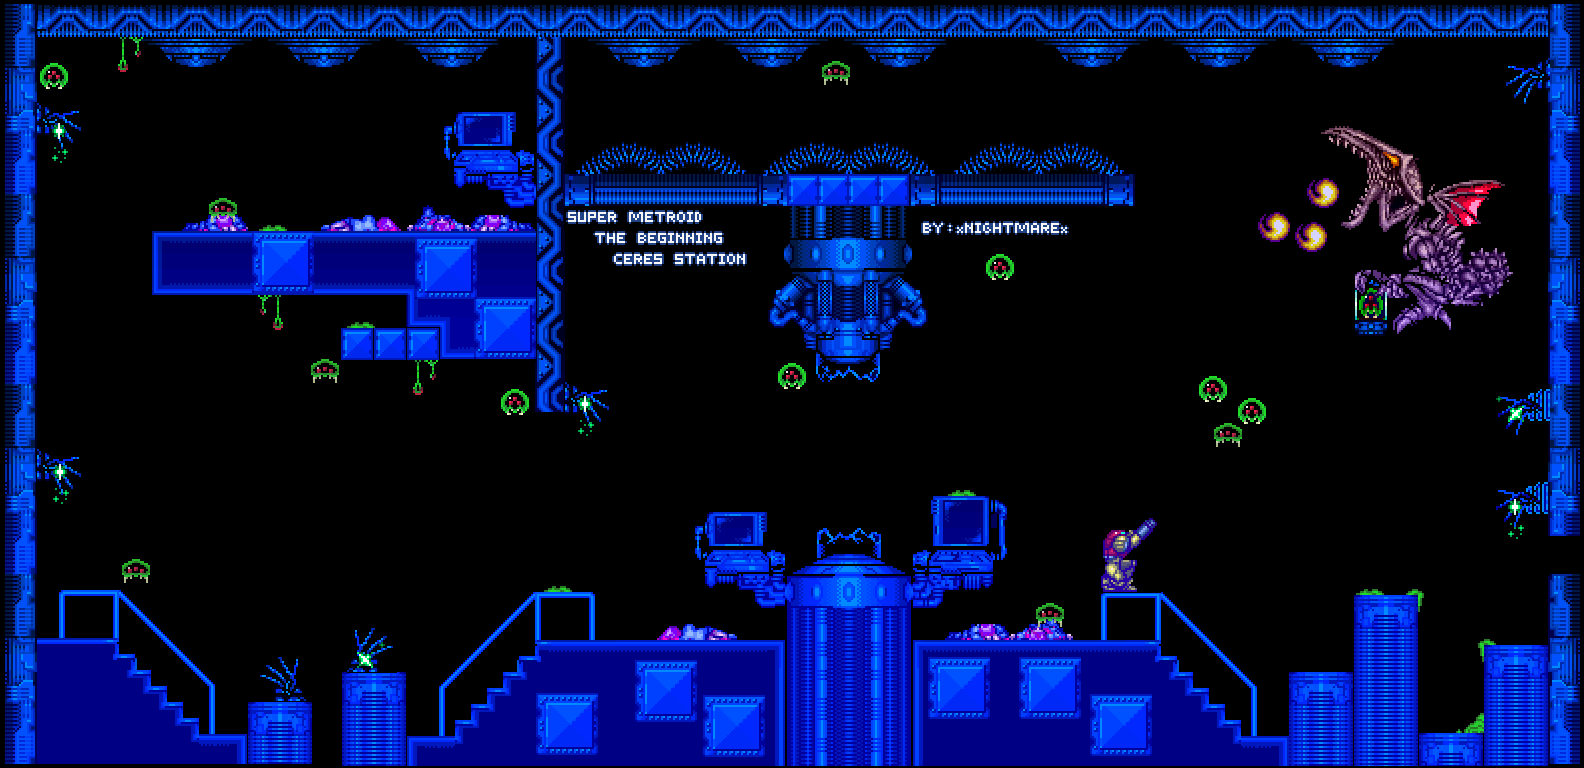 SUPER METROID
THE BEGINNING
CERES STATION
BY:xNIGHTMAREx